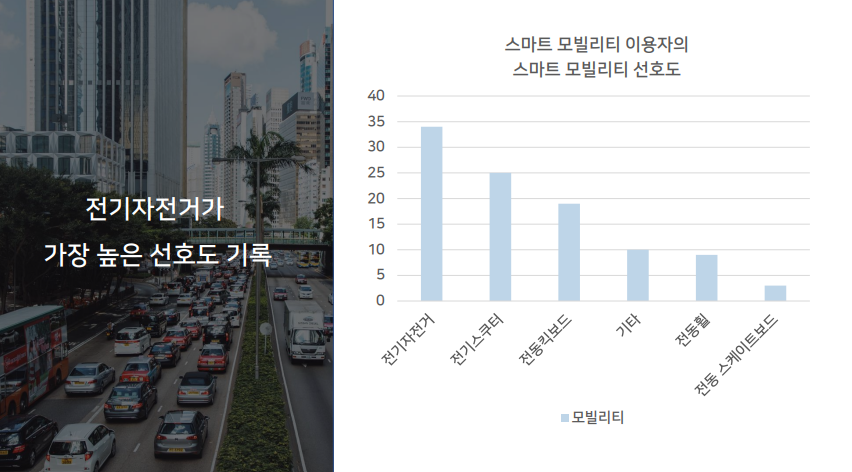 전기자전거가
가장 높은 선호도 기록
스마트 모빌리티 이용자의
스마트 모빌리티 선호도
40
35
30
25
20
15
10
5
0
전기자전거
전기스쿠터
전동킥보드
기타
전동휠
전동 스케이트보드
모빌리티